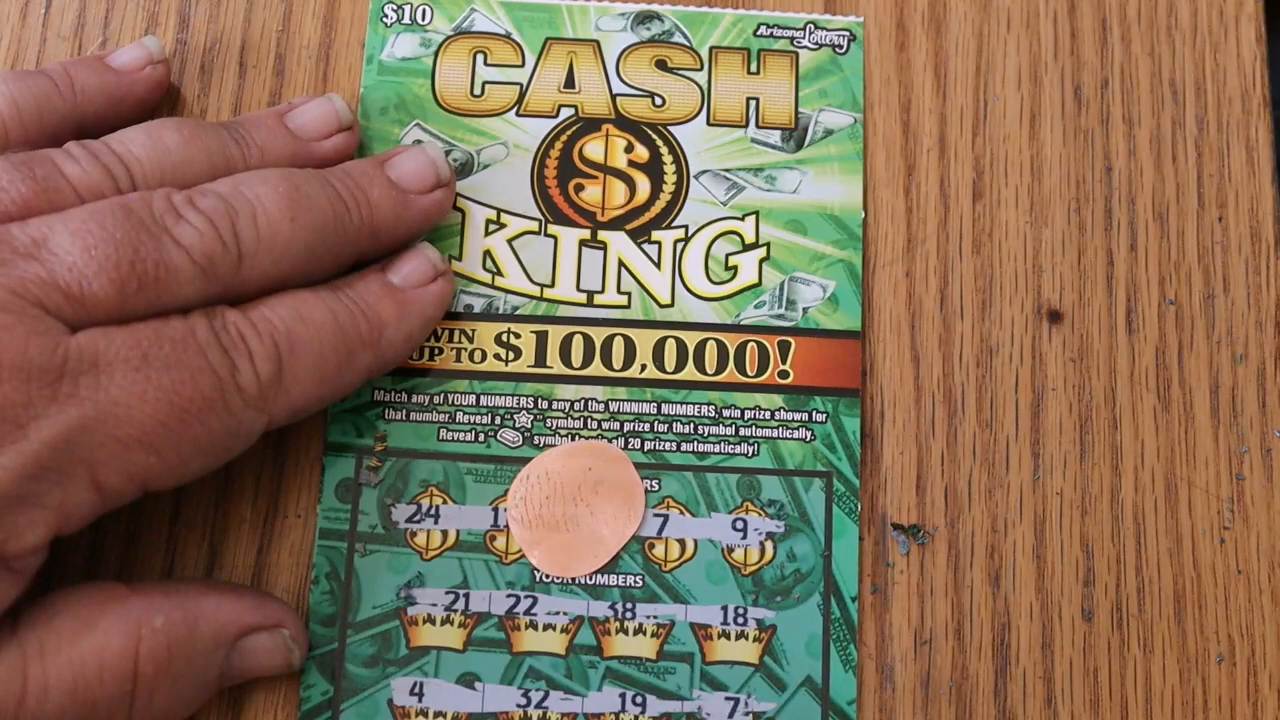 $10
Arizona Lottery
CASH
$
KING
WIN UP TO $100,000!
Match any of YOUR NUMBERS to any of the WINNING NUMBERS, win prize shown for
that number. Reveal a " " symbol to win prize for that symbol automatically.
Reveal a " " symbol to win all 20 prizes automatically!
24 7 9
YOUR NUMBERS
21 22 38 18
4 32 19 7